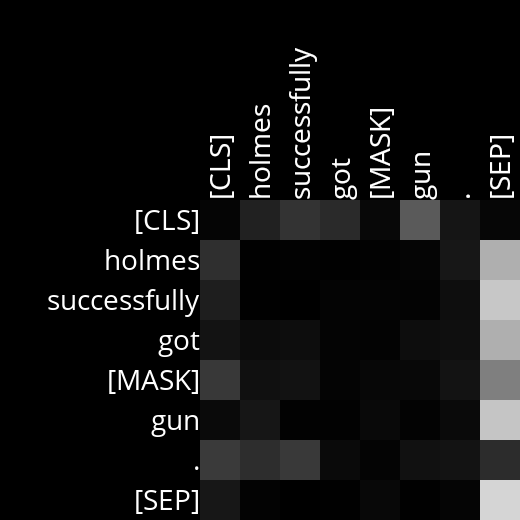 [CLS] holmes successfully got [MASK] gun . [SEP]
[CLS]
holmes
successfully
got
[MASK]
gun
.
[SEP]